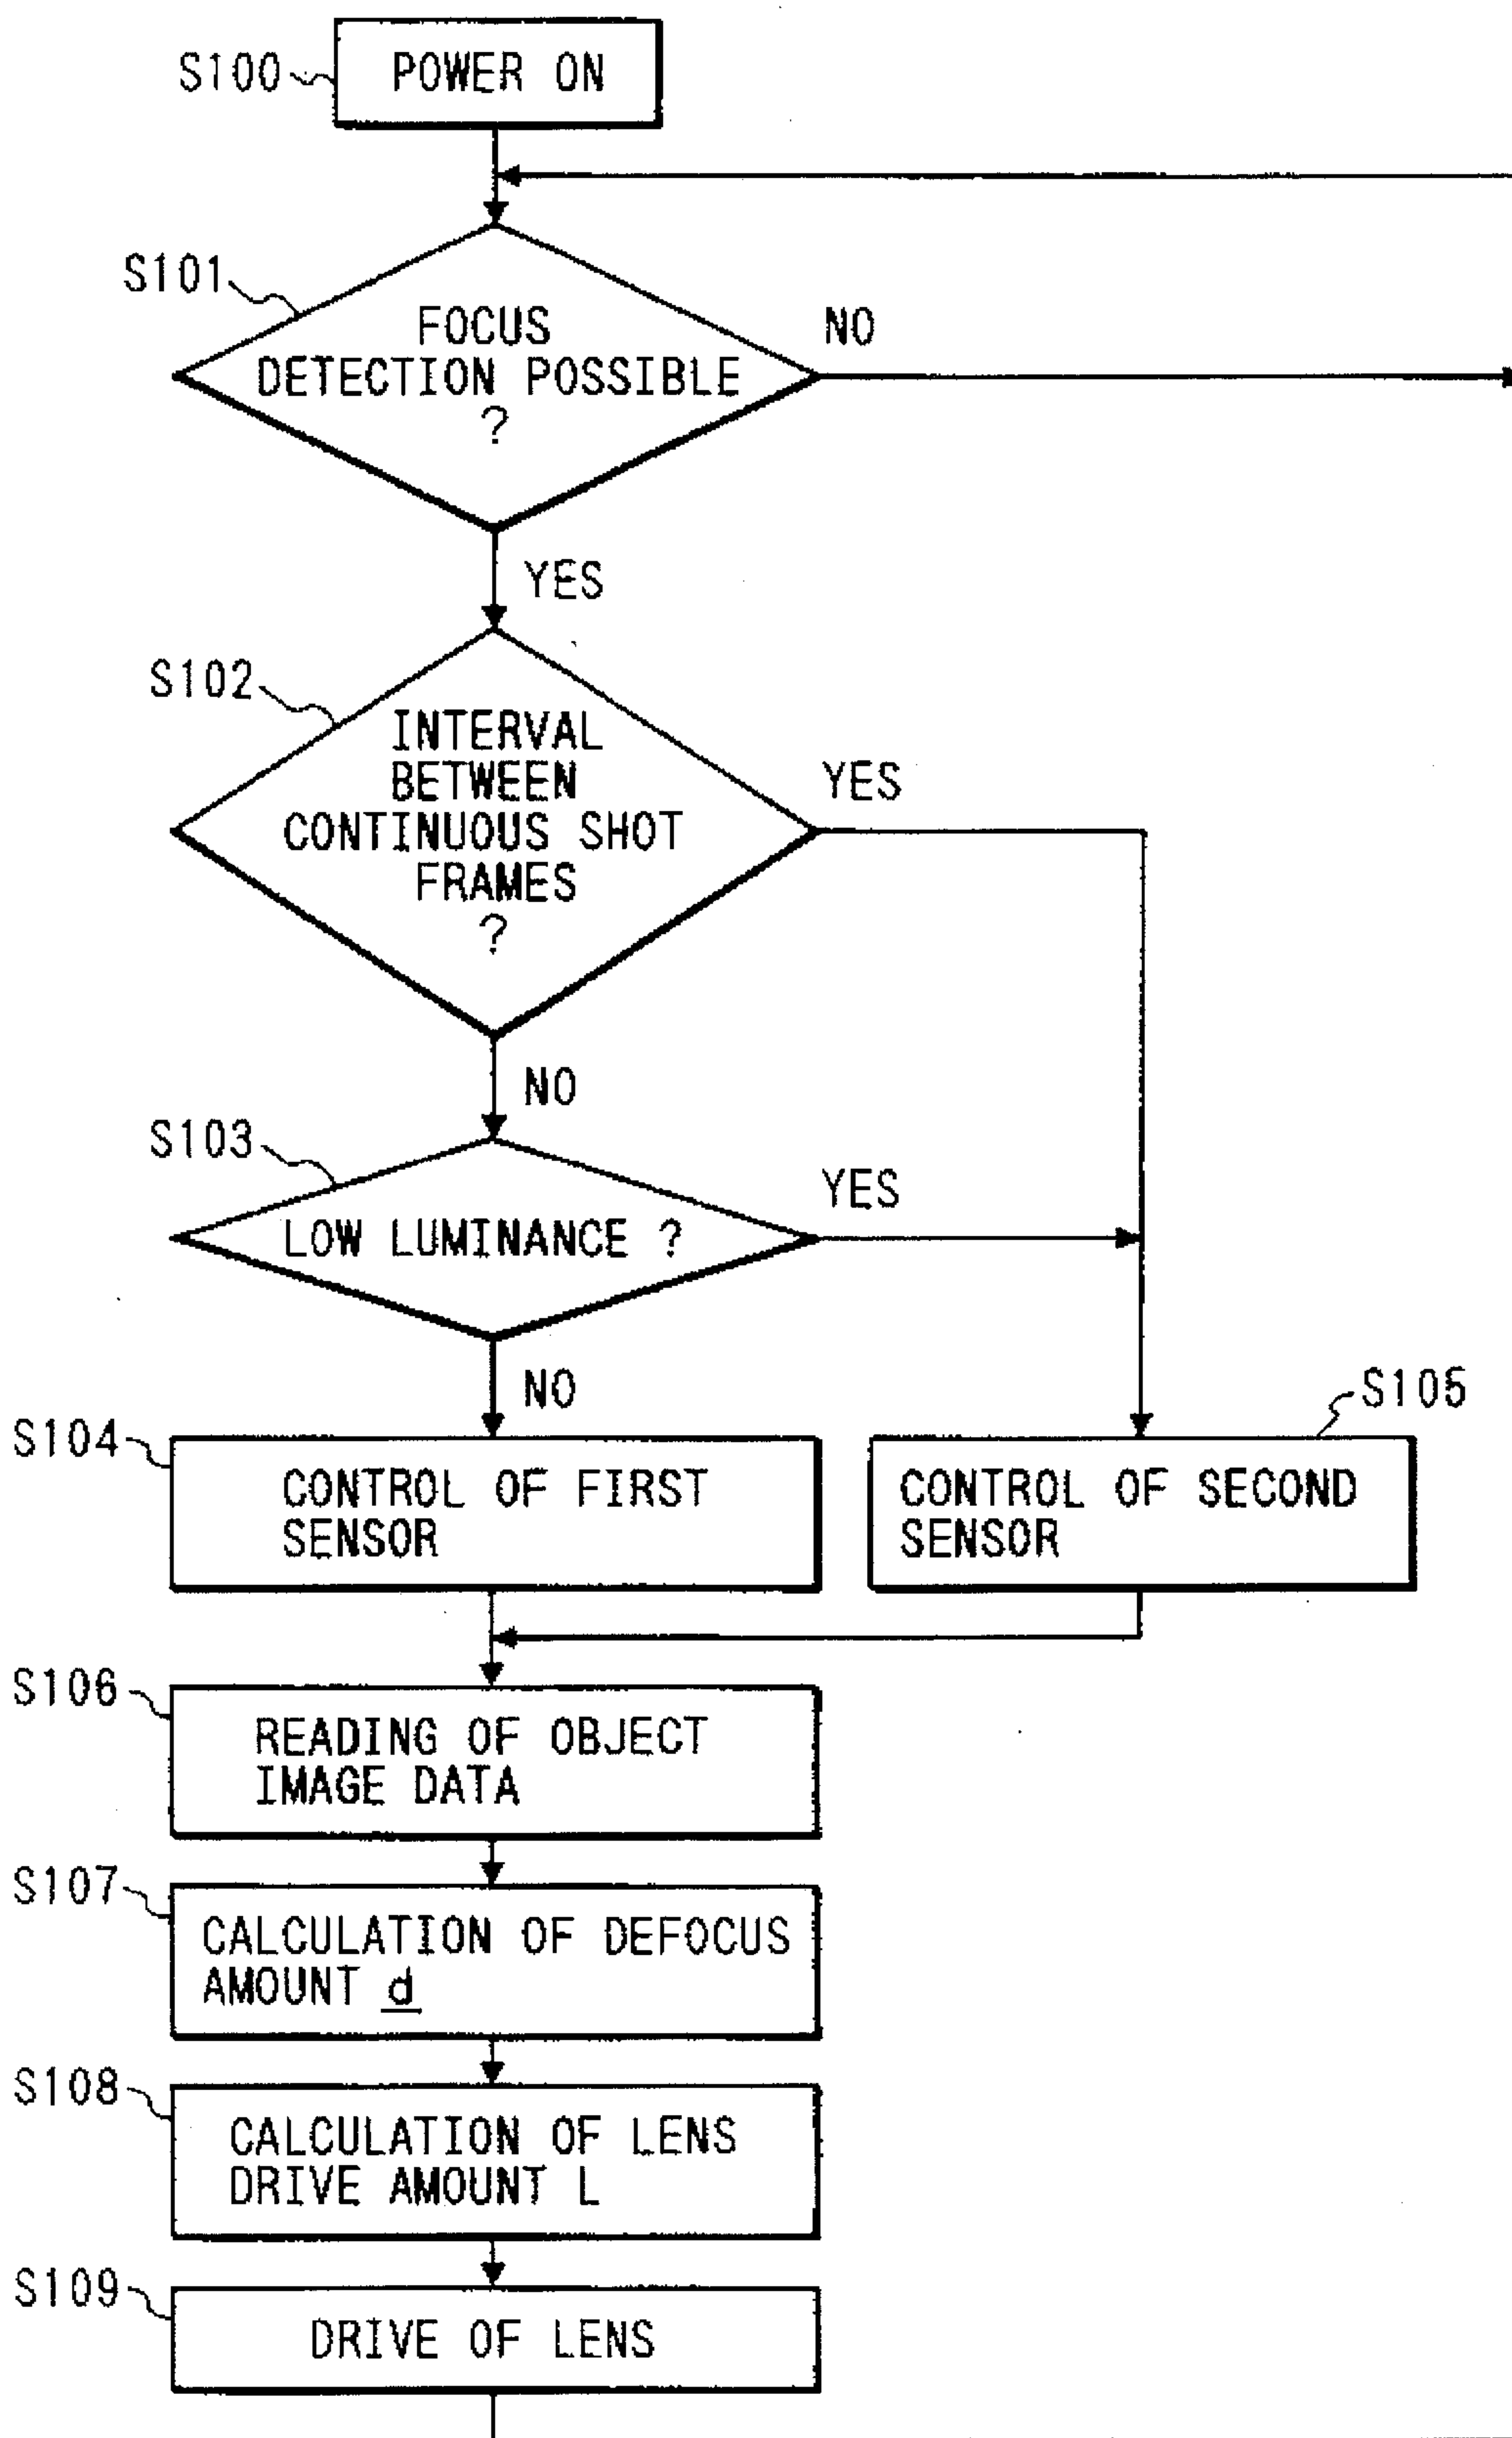 S100
POWER ON
S101
FOCUS
DETECTION POSSIBLE
?
NO
YES
S102
INTERVAL
BETWEEN
CONTINUOUS SHOT
FRAMES
?
YES
NO
S103
LOW LUMINANCE ?
YES
NO
S104
CONTROL OF FIRST
SENSOR
S105
CONTROL OF SECOND
SENSOR
S106
READING OF OBJECT
IMAGE DATA
S107
CALCULATION OF DEFOCUS
AMOUNT d
S108
CALCULATION OF LENS
DRIVE AMOUNT L
S109
DRIVE OF LENS